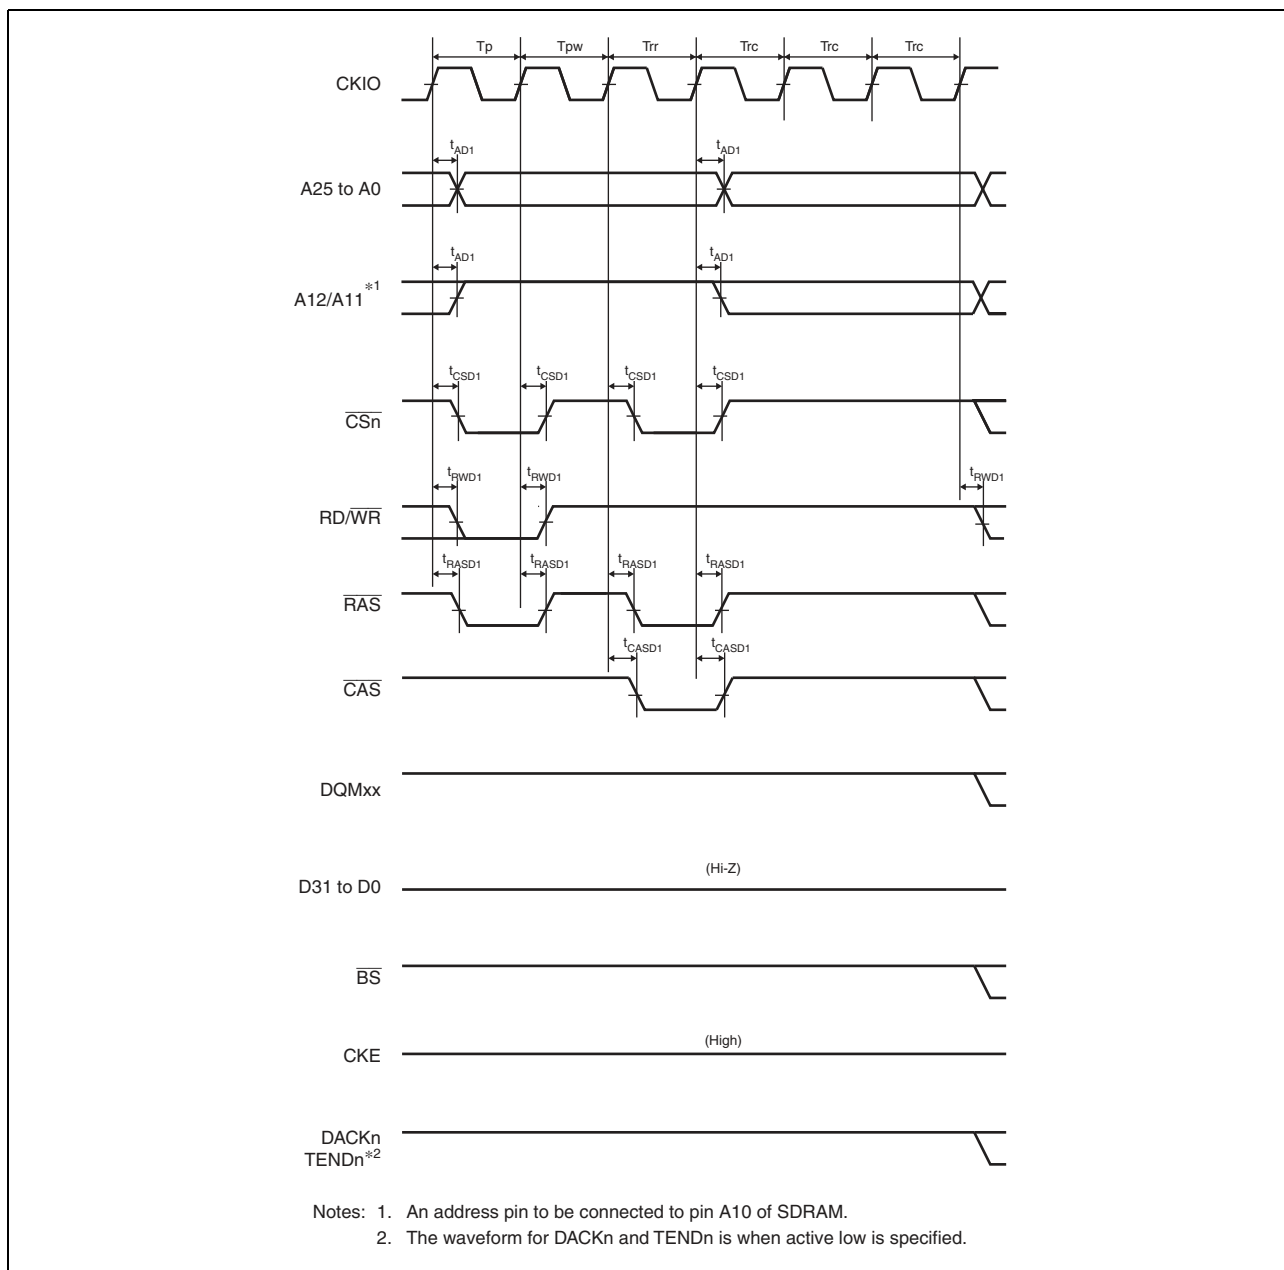 Tp Tpw Trr Trc Trc Trc
CKIO
tAD1 tAD1
A25 to A0
tAD1 tAD1
A12/A11*1
tCSD1 tCSD1 tCSD1 tCSD1
CSn
tRWD1 tRWD1 tRWD1
RD/WR
tRASD1 tRASD1 tRASD1 tRASD1
RAS
tCASD1 tCASD1
CAS
DQMxx
(Hi-Z)
D31 to D0
BS
(High)
CKE
DACKn
TENDn*2
Notes: 1. An address pin to be connected to pin A10 of SDRAM.
2. The waveform for DACKn and TENDn is when active low is specified.